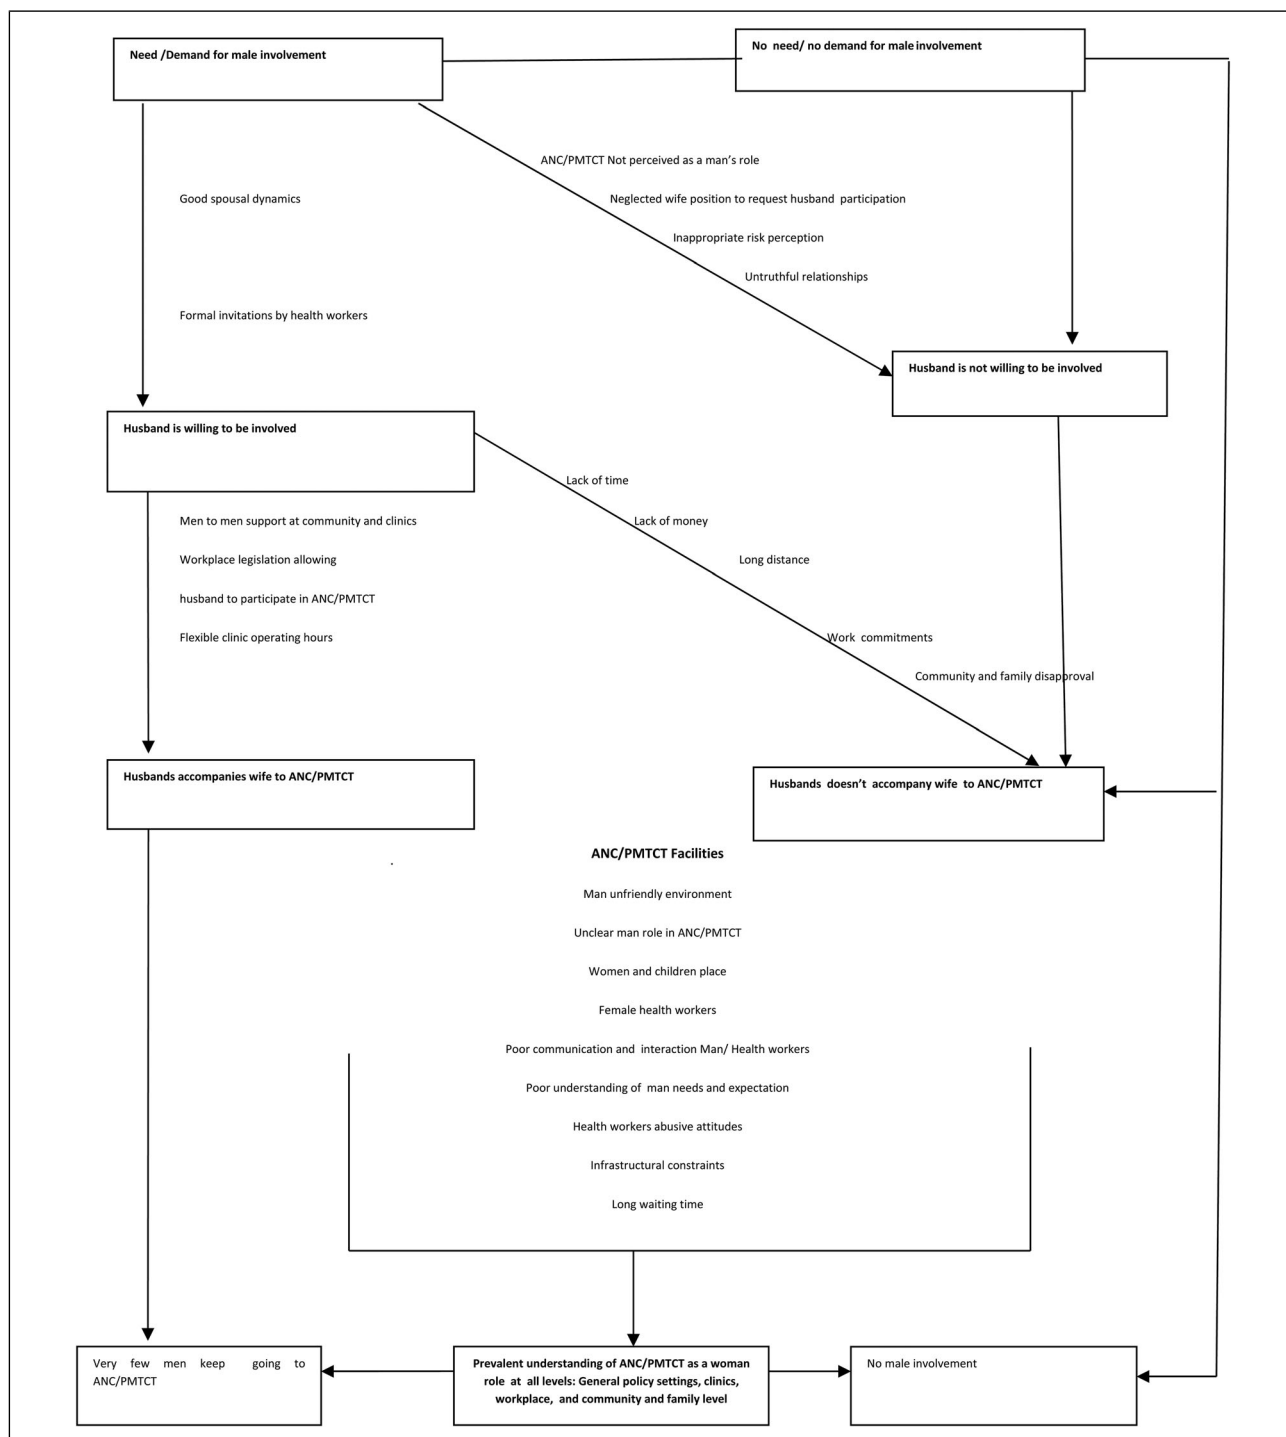 Need /Demand for male involvement
No need/ no demand for male involvement
ANC/PMTCT Not perceived as a man’s role
Good spousal dynamics
Neglected wife position to request husband participation
Inappropriate risk perception
Untruthful relationships
Formal invitations by health workers
Husband is not willing to be involved
Husband is willing to be involved
Lack of time
Men to men support at community and clinics
Lack of money
Workplace legislation allowing
Long distance
husband to participate in ANC/PMTCT
Flexible clinic operating hours
Work commitments
Community and family disapproval
Husbands accompanies wife to ANC/PMTCT
Husbands doesn’t accompany wife to ANC/PMTCT
ANC/PMTCT Facilities
Man unfriendly environment
Unclear man role in ANC/PMTCT
Women and children place
Female health workers
Poor communication and interaction Man/ Health workers
Poor understanding of man needs and expectation
Health workers abusive attitudes
Infrastructural constraints
Long waiting time
Very few men keep going to
ANC/PMTCT
Prevalent understanding of ANC/PMTCT as a woman
role at all levels: General policy settings, clinics,
workplace, and community and family level
No male involvement